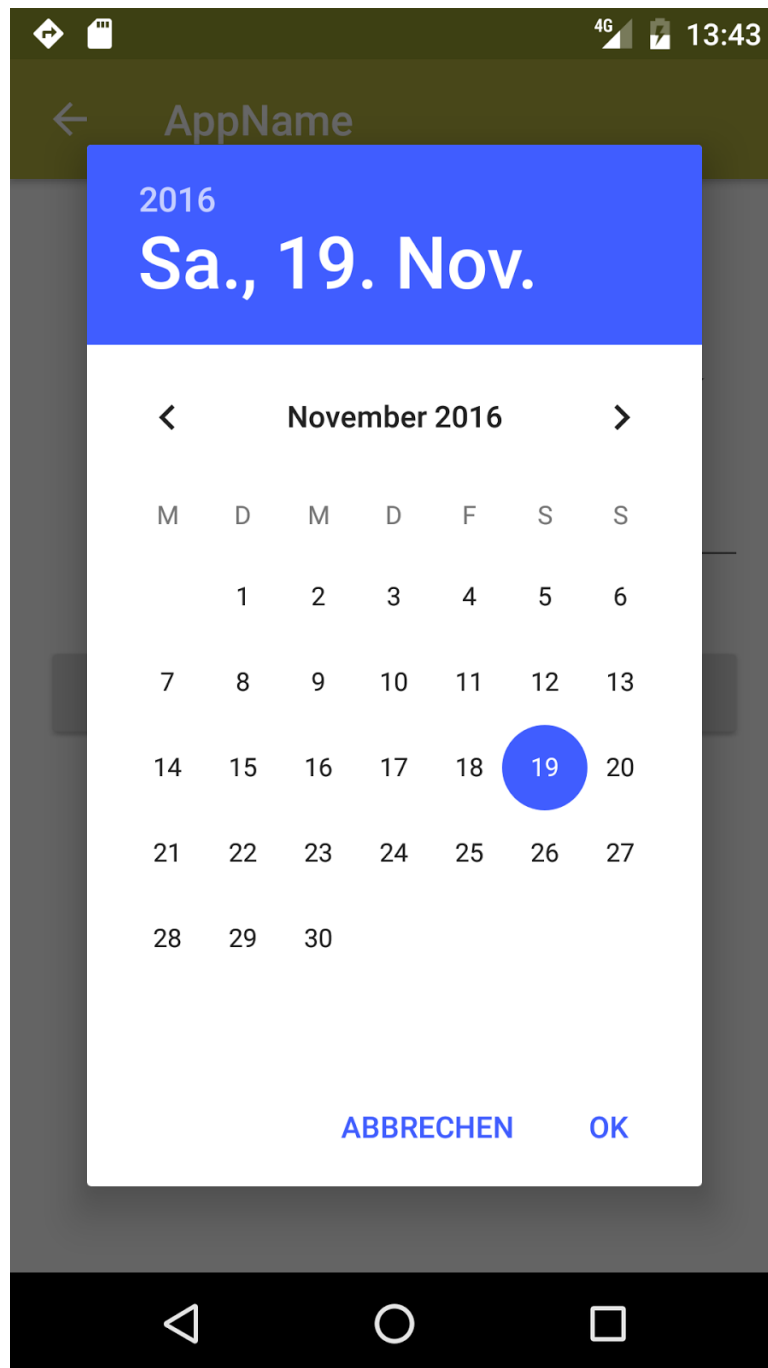 4G 13:43
AppName
2016
Sa., 19. Nov.
November 2016
M D M D F S S
1 2 3 4 5 6
7 8 9 10 11 12 13
14 15 16 17 18 19 20
21 22 23 24 25 26 27
28 29 30
ABBRECHEN OK